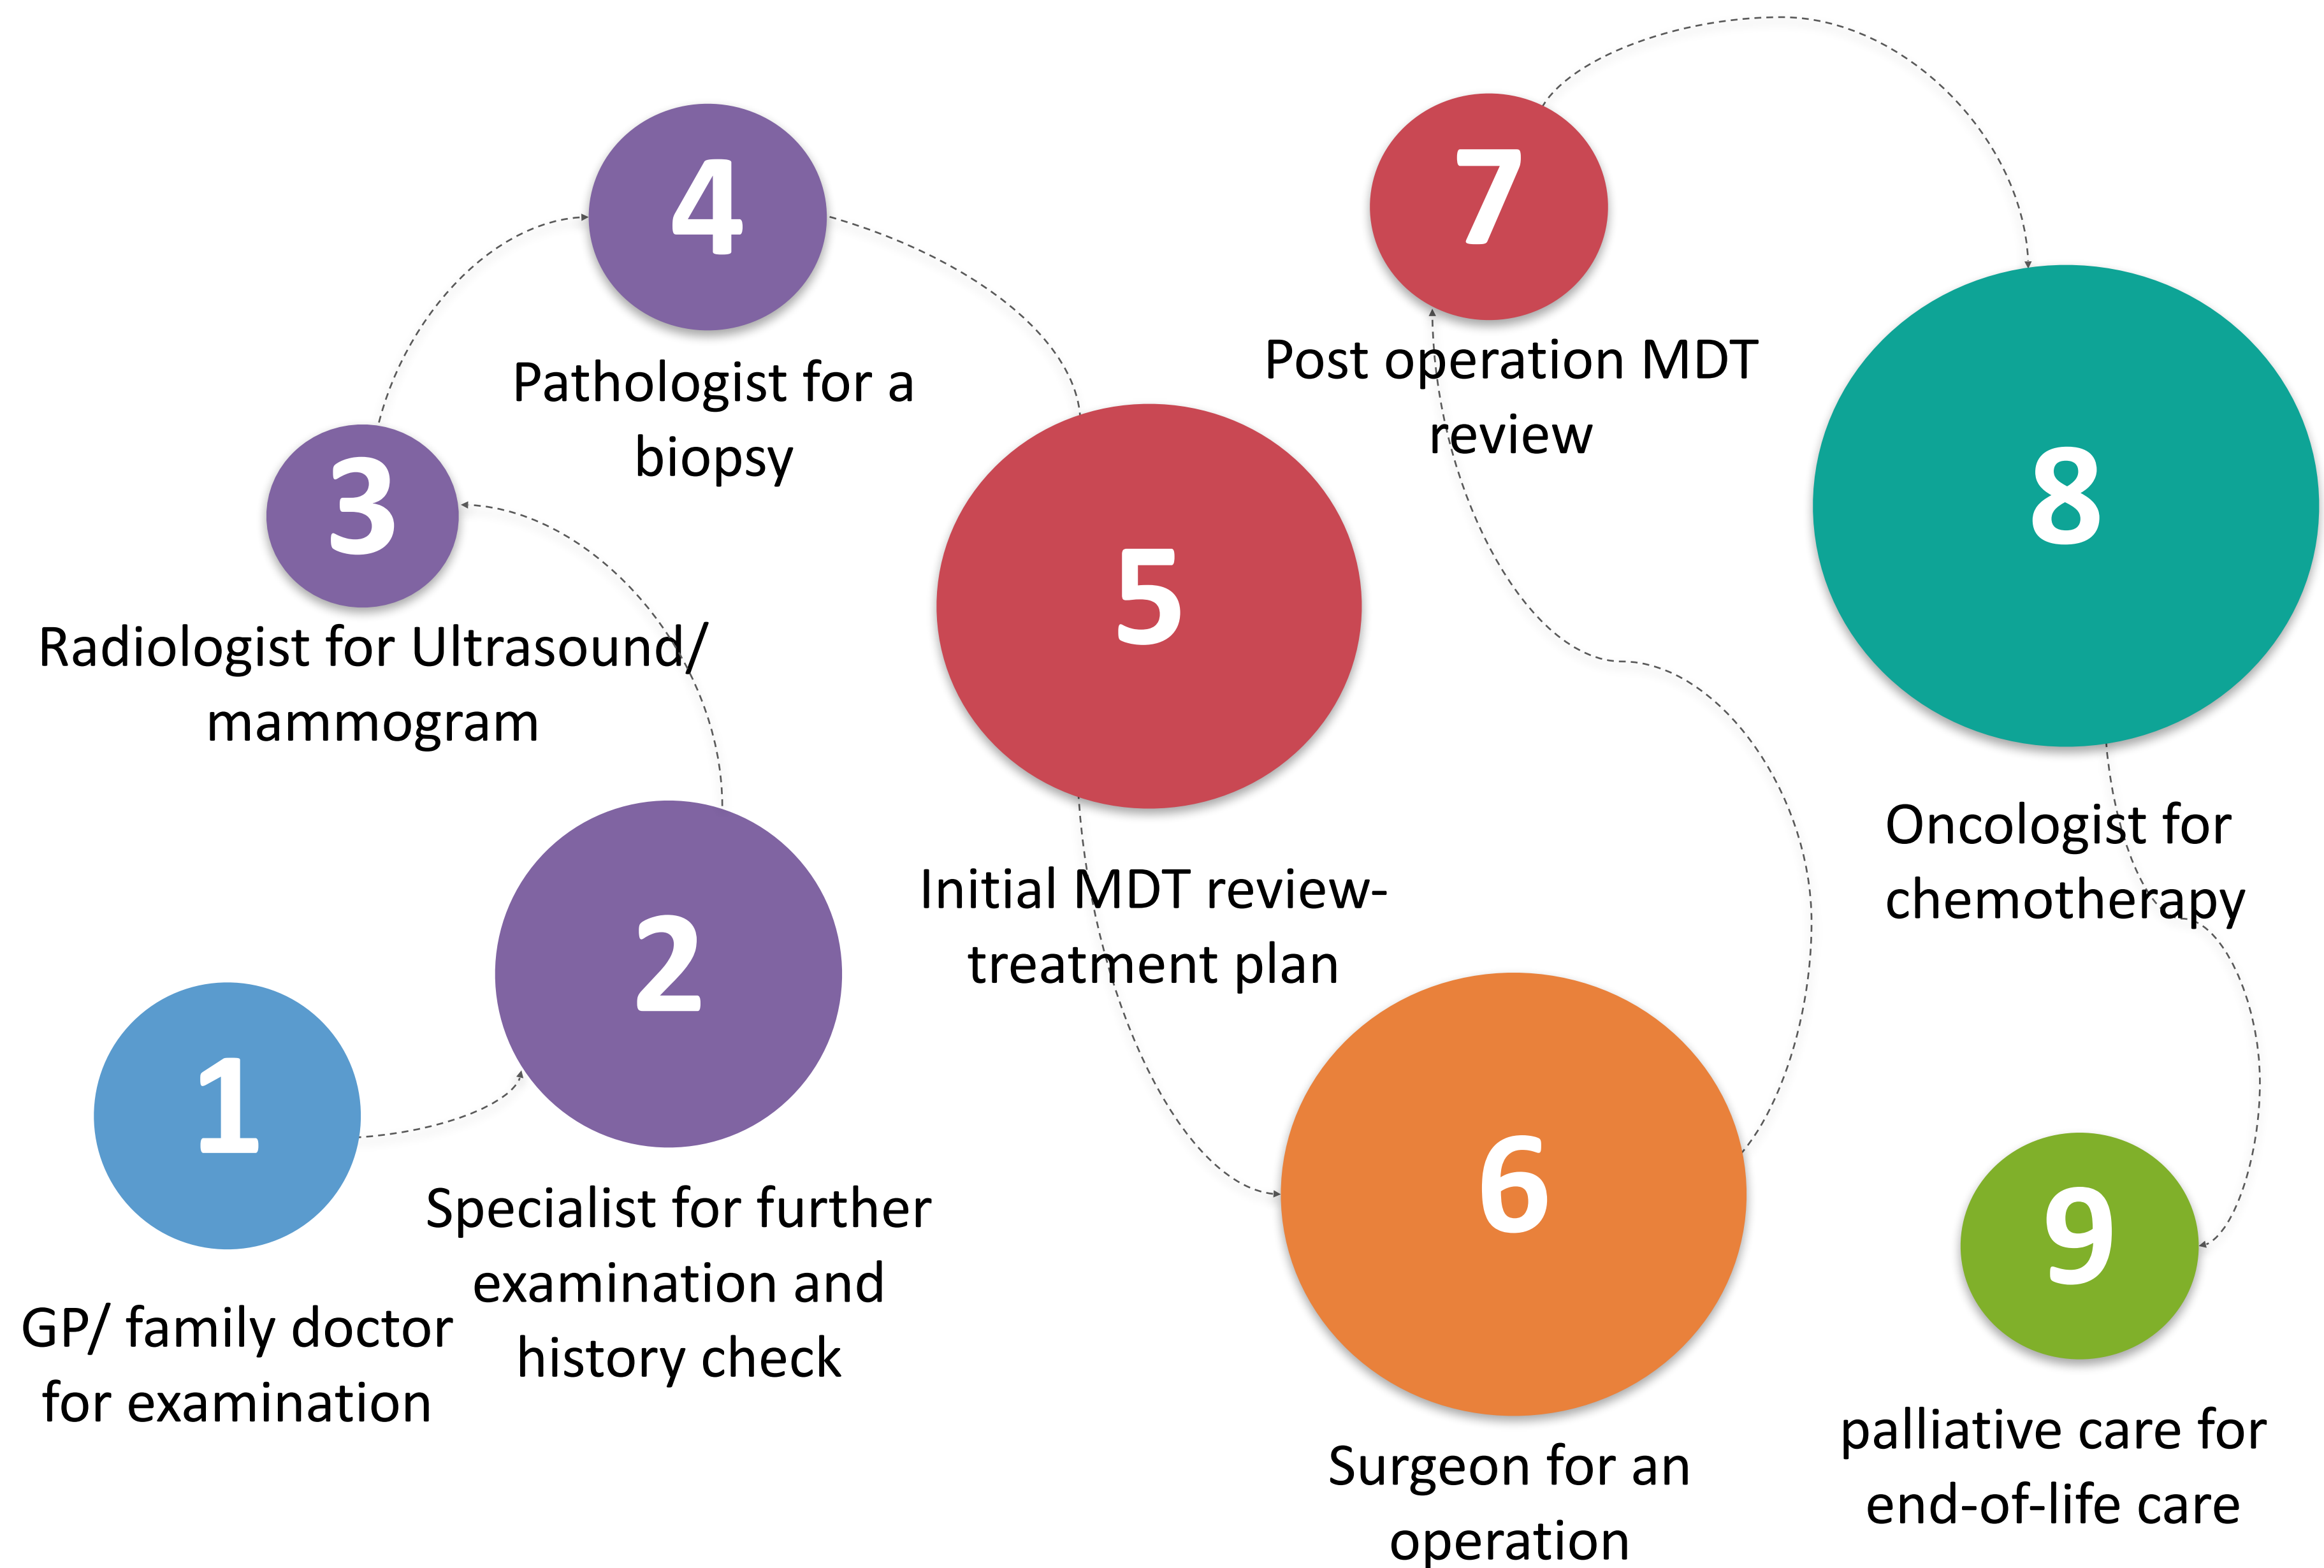 1
GP/ family doctor
for examination
2
Specialist for further
examination and
history check
3
Radiologist for Ultrasound/
mammogram
4
Pathologist for a
biopsy
5
Initial MDT review-
treatment plan
6
Surgeon for an
operation
7
Post operation MDT
review
8
Oncologist for
chemotherapy
9
palliative care for
end-of-life care